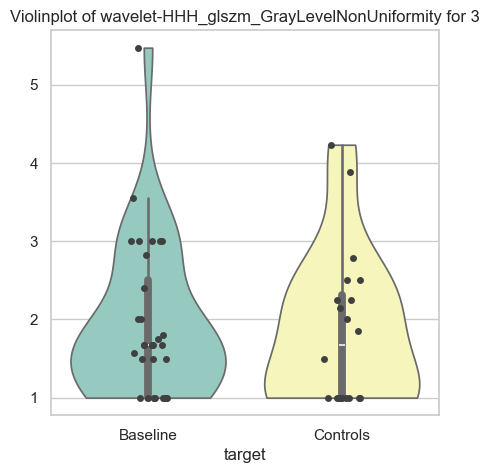 Violinplot of wavelet-HHH_glszm_GrayLevelNonUniformity for 3
5
4
3
2
1
Baseline Controls
target